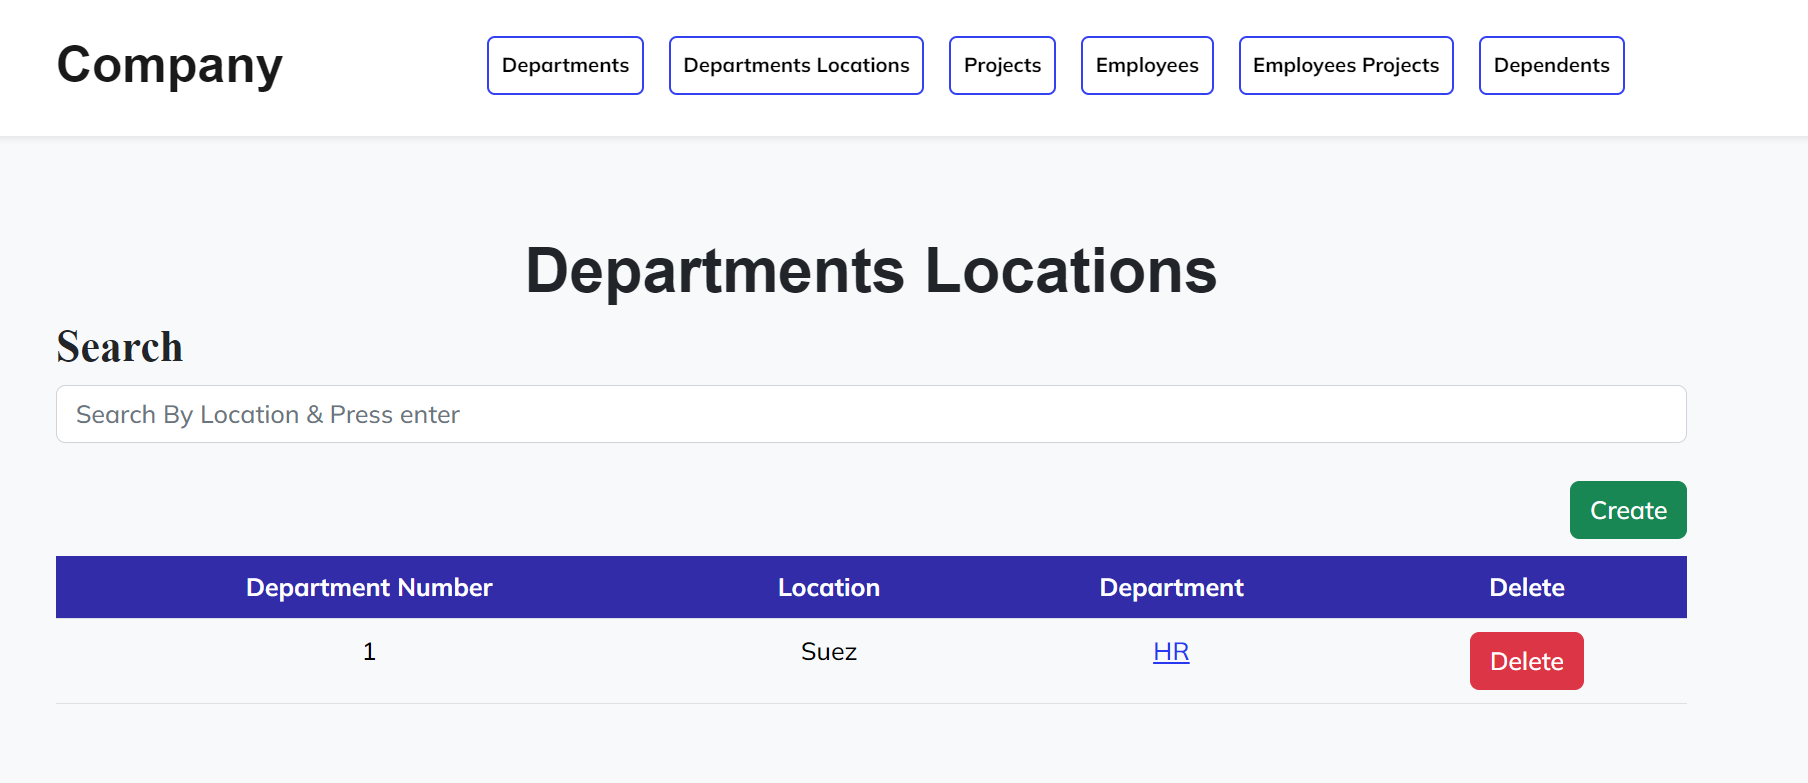 Company
Departments
Departments Locations
Projects
Employees
Employees Projects
Dependents
Departments Locations
Search
Search By Location & Press enter
Create
Department Number Location Department Delete
1 Suez HR Delete